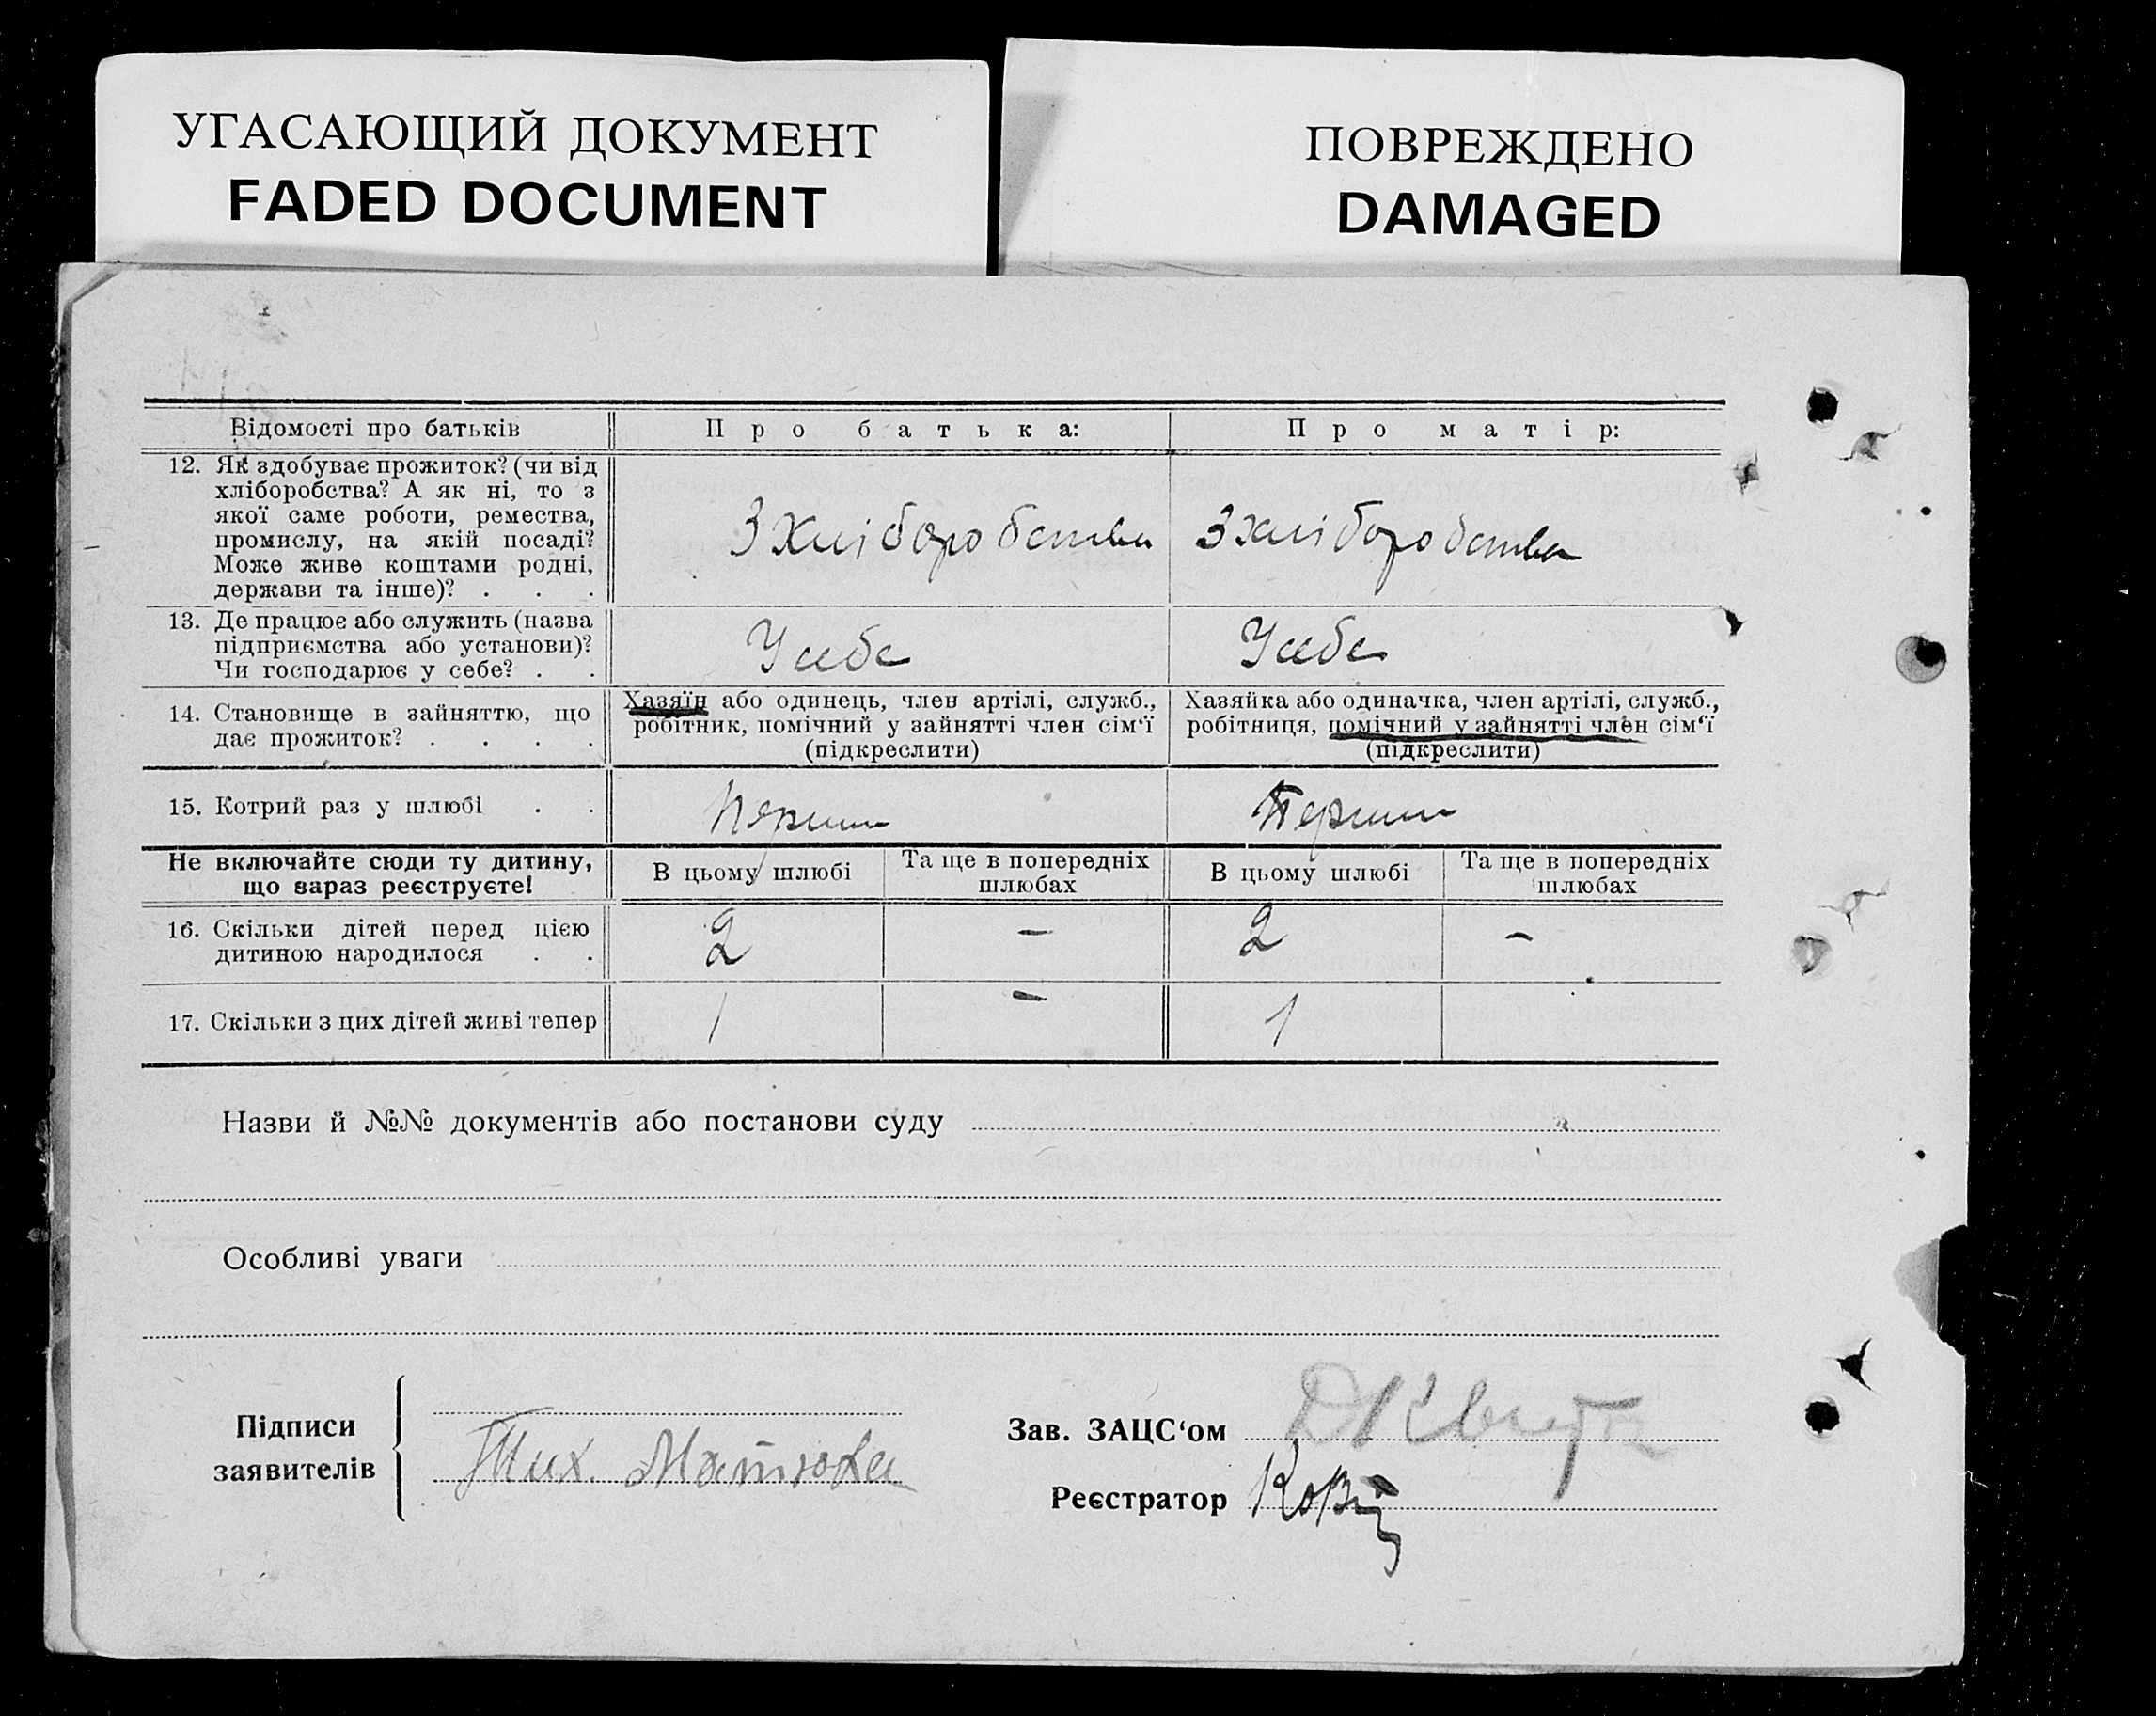 УГАСАЮЩИЙ ДОКУМЕНТ
FADED DOCUMENT
ПОВРЕЖДЕНО
DAMAGED
Відомості про батьків
Про батька:
Про матір:
12. Як здобуває прожиток? (чи від
хліборобства? А як ні, то з
якої саме роботи, ремества,
промислу, на якій посаді?
Може живе коштами родні,
держави та інше)? . . .
З хліборобства
З хліборобства
13. Де працює або служить (назва
підприємства або установи)?
Чи господарює у себе? . .
У себе
У себе
14. Становище в зайняттю, що
дає прожиток? . . . .
Хазяїн або одинець, член артілі, служб.,
робітник, помічний у зайнятті член сім‘ї
(підкреслити)
Хазяйка або одиначка, член артілі, служб.,
робітниця, помічний у зайнятті член сім‘ї
(підкреслити)
15. Котрий раз у шлюбі . .
Не включайте сюди ту дитину,
що зараз реєструєте!
В цьому шлюбі
Та ще в попередніх
шлюбах
В цьому шлюбі
Та ще в попередніх
шлюбах
16. Скільки дітей перед цією
дитиною народилося . .
2
–
2
–
17. Скільки з цих дітей живі тепер
1
–
1
Назви й №№ документів або постанови суду
Особливі уваги
Підписи
заявителів
Тих.
Зав. ЗАЦС‘ом
Реєстратор